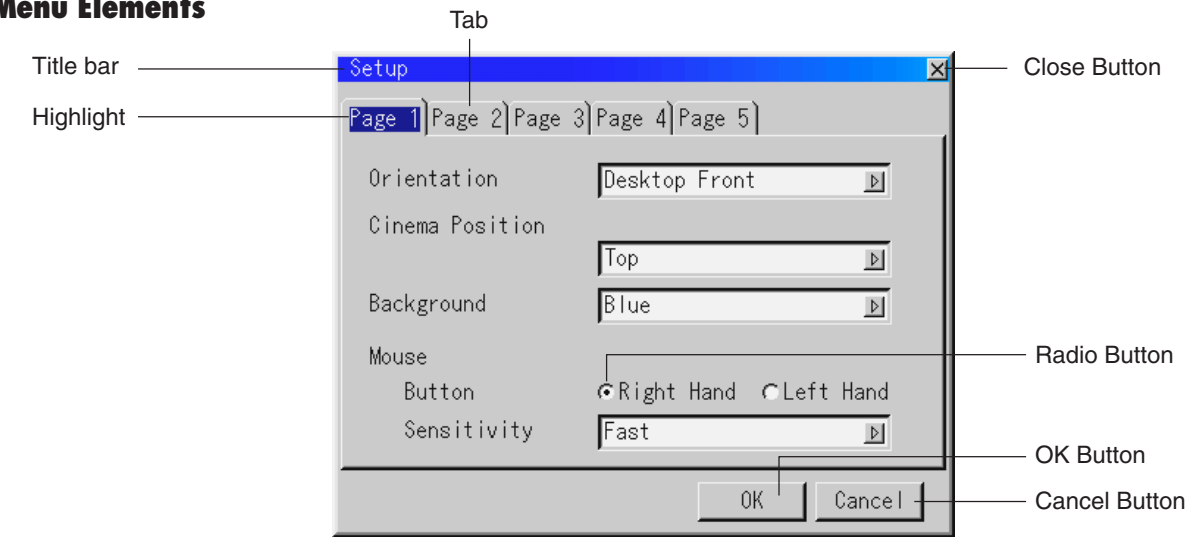 Menu Elements
Tab
Title bar
Setup
Close Button
Highlight
Page 1 Page 2 Page 3 Page 4 Page 5
Orientation Desktop Front
Cinema Position
Top
Background Blue
Mouse
Radio Button
Button Right Hand Left Hand
Sensitivity Fast
OK Button
OK Cancel
Cancel Button